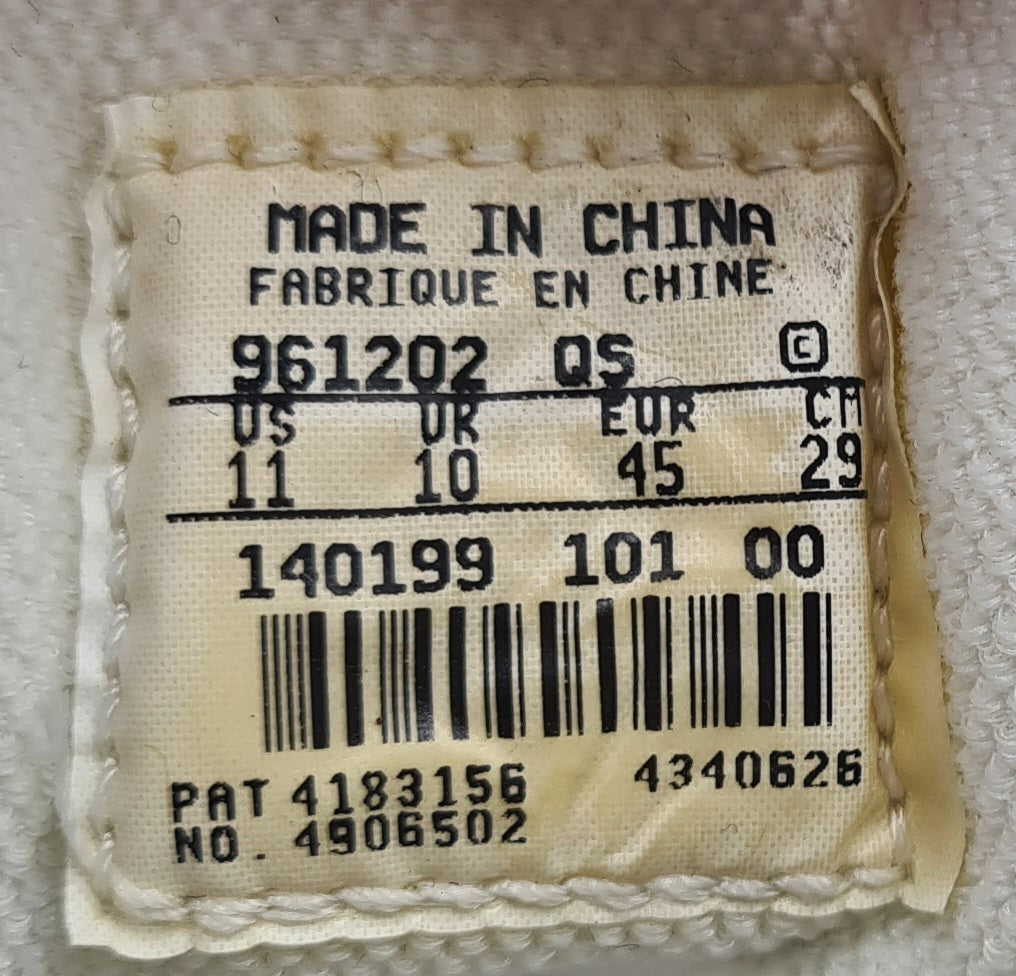 MADE IN CHINA
FABRIQUE EN CHINE
961202 QS C
US UK EUR CM
11 10 45 29
140199 101 00
PAT 4183156 4340626
NO. 4906502